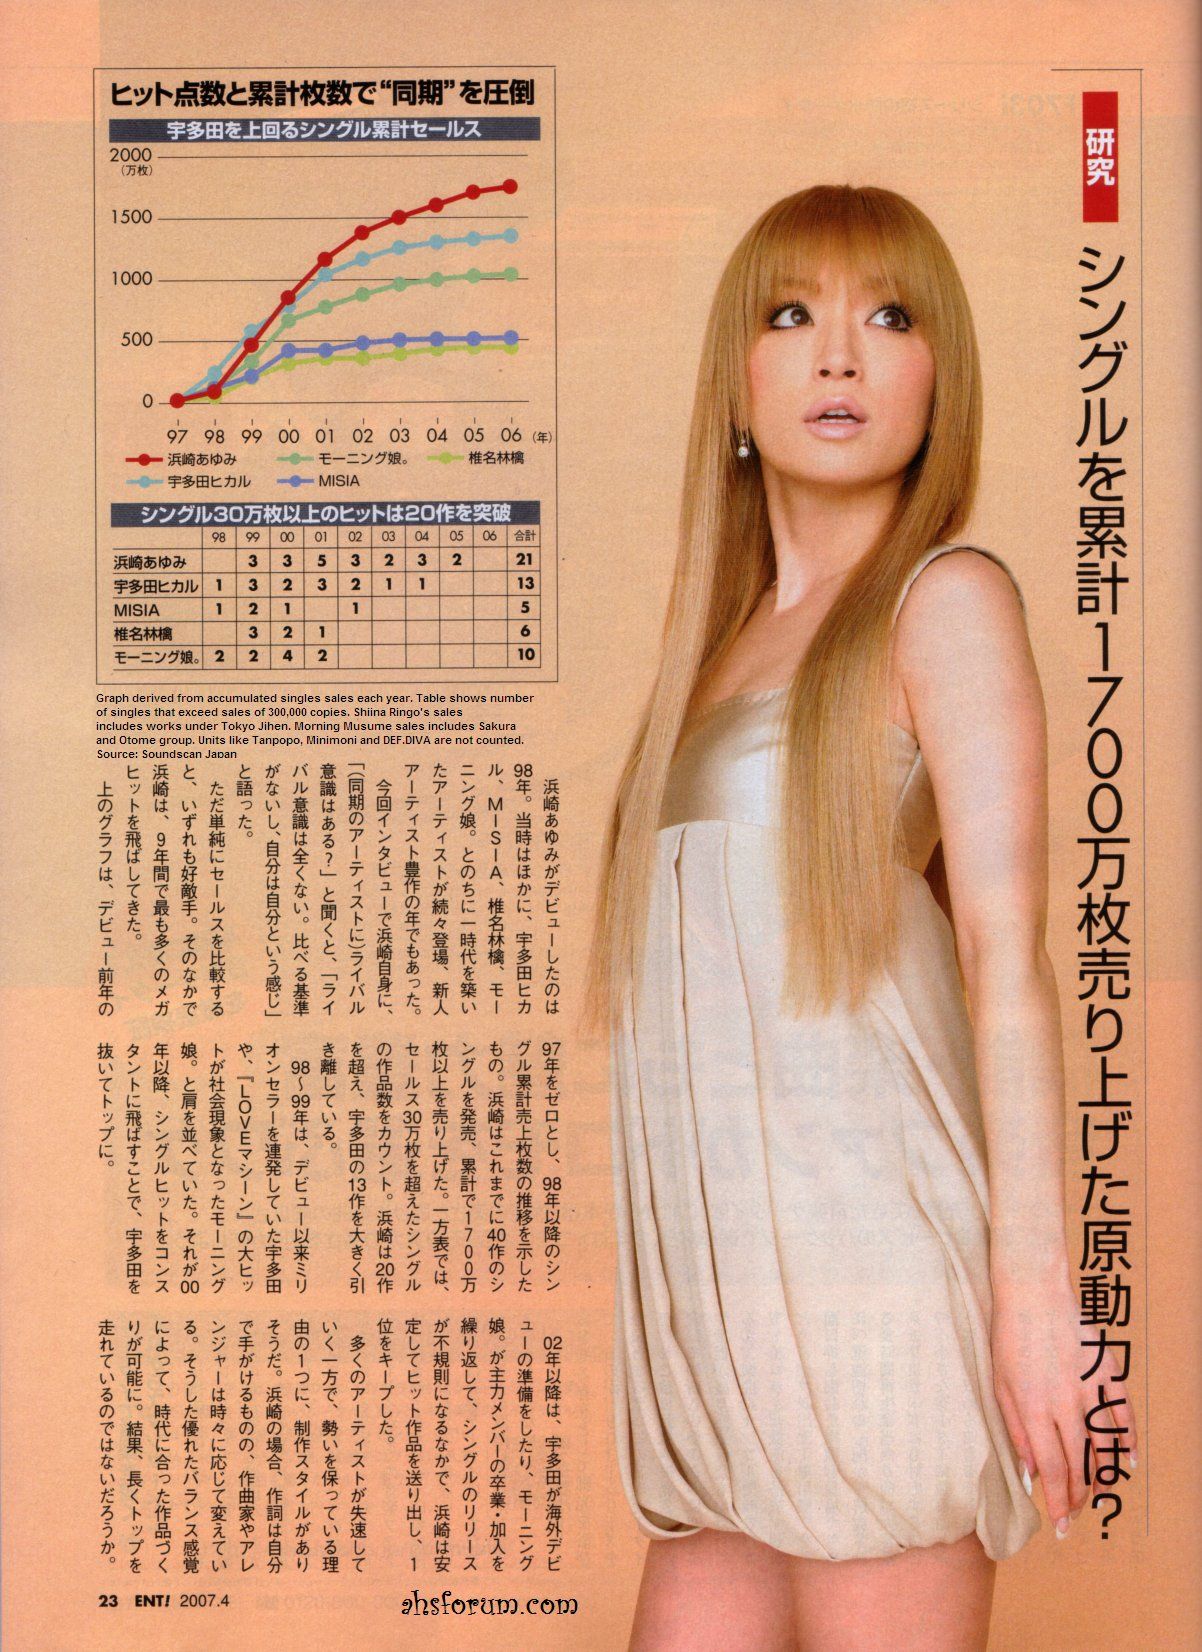 研究
シングルを累計1700万枚売り上げた原動力とは？
ヒット点数と累計枚数で“同期”を圧倒
宇多田を上回るシングル累計セールス
2000
(万枚)
1500
1000
500
0
97 98 99 00 01 02 03 04 05 06 (年)
浜崎あゆみ モーニング娘。 椎名林檎
宇多田ヒカル MISIA
シングル30万枚以上のヒットは20作を突破
98 99 00 01 02 03 04 05 06 合計
浜崎あゆみ 3 3 5 3 2 3 2 21
宇多田ヒカル 1 3 2 3 2 1 1 13
MISIA 1 2 1 1 5
椎名林檎 3 2 1 6
モーニング娘。 2 2 4 2 10
Graph derived from accumulated singles sales each year. Table shows number
of singles that exceed sales of 300,000 copies. Shiina Ringo's sales
includes works under Tokyo Jihen. Morning Musume sales includes Sakura
and Otome group. Units like Tanpopo, Minimoni and DEF.DIVA are not counted.
Source: Soundscan Japan
浜崎あゆみがデビューしたのは
98年。当時はほかに、宇多田ヒカ
ル、MISIA、椎名林檎、モー
ニング娘。とのちに一時代を築い
たアーティストが続々登場、新人
アーティスト豊作の年でもあった。
今回インタビューで浜崎自身に、
「(同期のアーティストに)ライバル
意識はある？」と聞くと、「ライ
バル意識は全くない。比べる基準
がないし、自分は自分という感じ」
と語った。
ただ単純にセールスを比較する
と、いずれも好敵手。そのなかで
浜崎は、9年間で最も多くのメガ
ヒットを飛ばしてきた。
上のグラフは、デビュー前年の
97年をゼロとし、98年以降のシン
グル累計売上枚数の推移を示した
もの。浜崎はこれまでに40作のシ
ングルを発売、累計で1700万
枚以上を売り上げた。一方表では、
セールス30万枚を超えたシングル
の作品数をカウント。浜崎は20作
を超え、宇多田の13作を大きく引
き離している。
98〜99年は、デビュー以来ミリ
オンセラーを連発していた宇多田
や、『LOVEマシーン』の大ヒッ
トが社会現象となったモーニング
娘。と肩を並べていた。それが00
年以降、シングルヒットをコンス
タントに飛ばすことで、宇多田を
抜いてトップに。
02年以降は、宇多田が海外デビ
ューの準備をしたり、モーニング
娘。が主力メンバーの卒業・加入を
繰り返して、シングルのリリース
が不規則になるなかで、浜崎は安
定してヒット作品を送り出し、1
位をキープした。
多くのアーティストが失速して
いく一方で、勢いを保っている理
由の1つに、制作スタイルがあり
そうだ。浜崎の場合、作詞は自分
で手がけるものの、作曲家やアレ
ンジャーは時々に応じて変えてい
る。そうした優れたバランス感覚
によって、時代に合った作品づく
りが可能に。結果、長くトップを
走れているのではないだろうか。
23 ENT! 2007.4
ahsforum.com